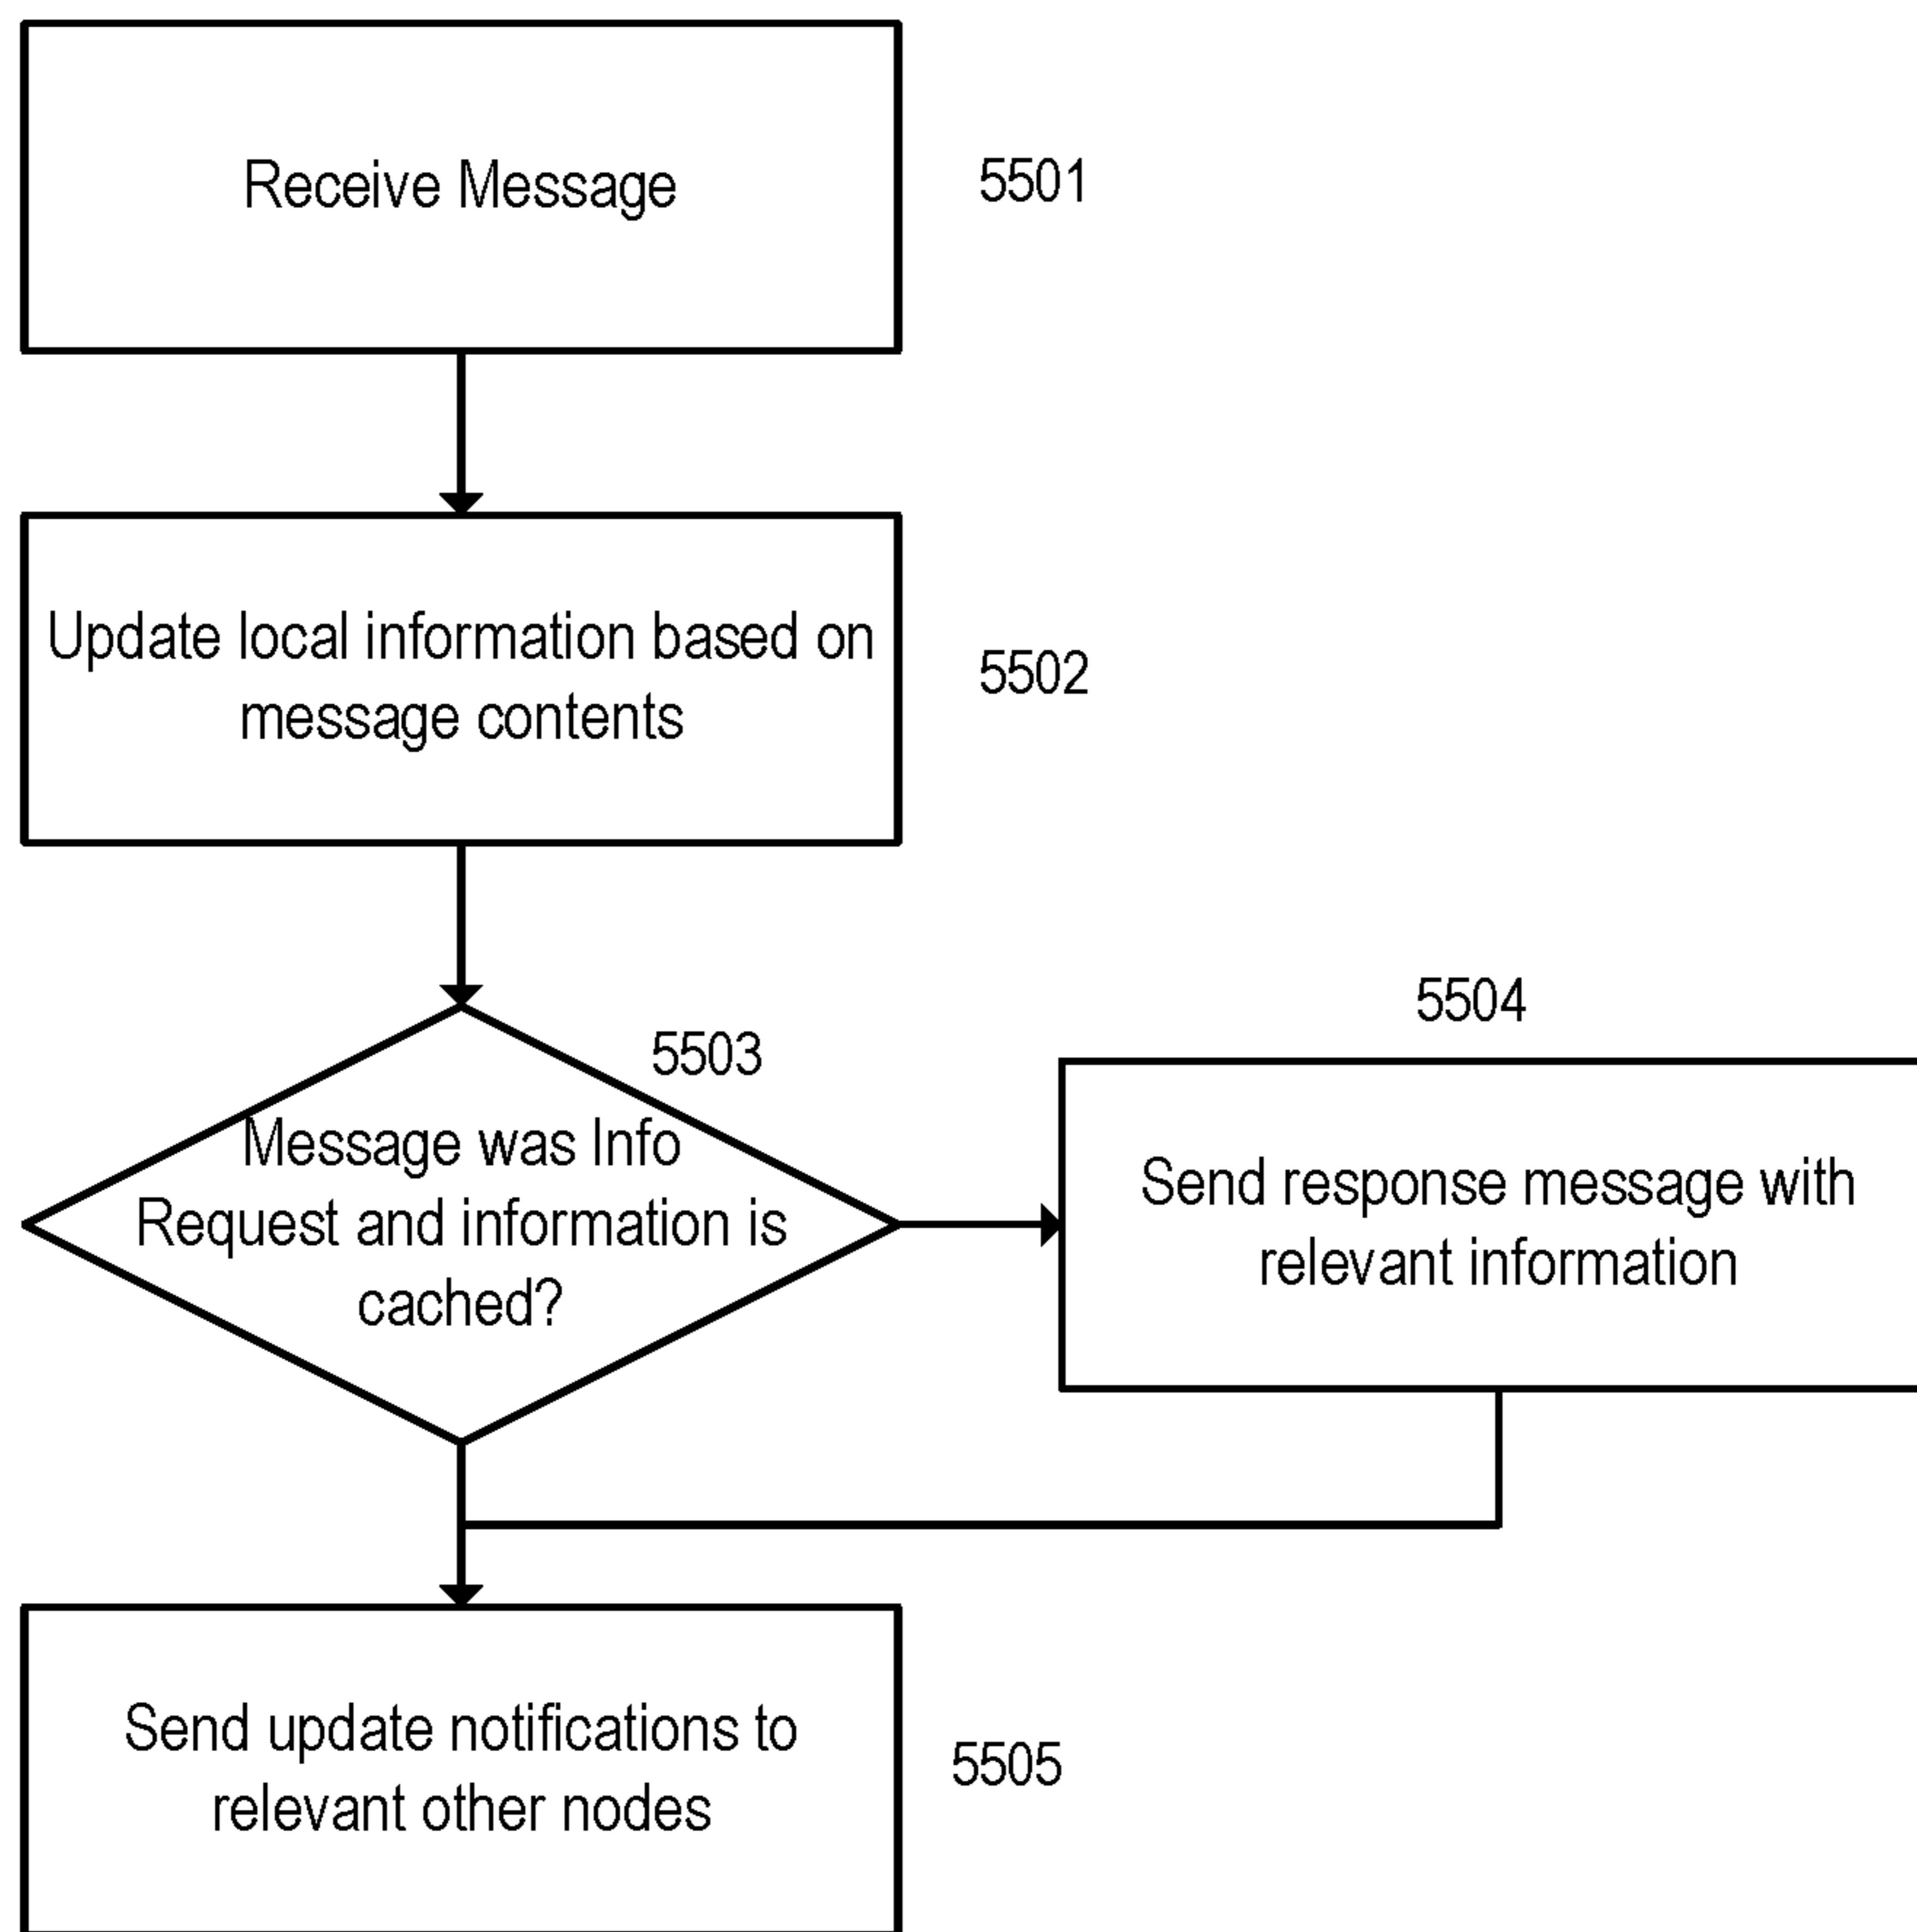 Receive Message
5501
Update local information based on
message contents
5502
5503
Message was Info
Request and information is
cached?
5504
Send response message with
relevant information
Send update notifications to
relevant other nodes
5505